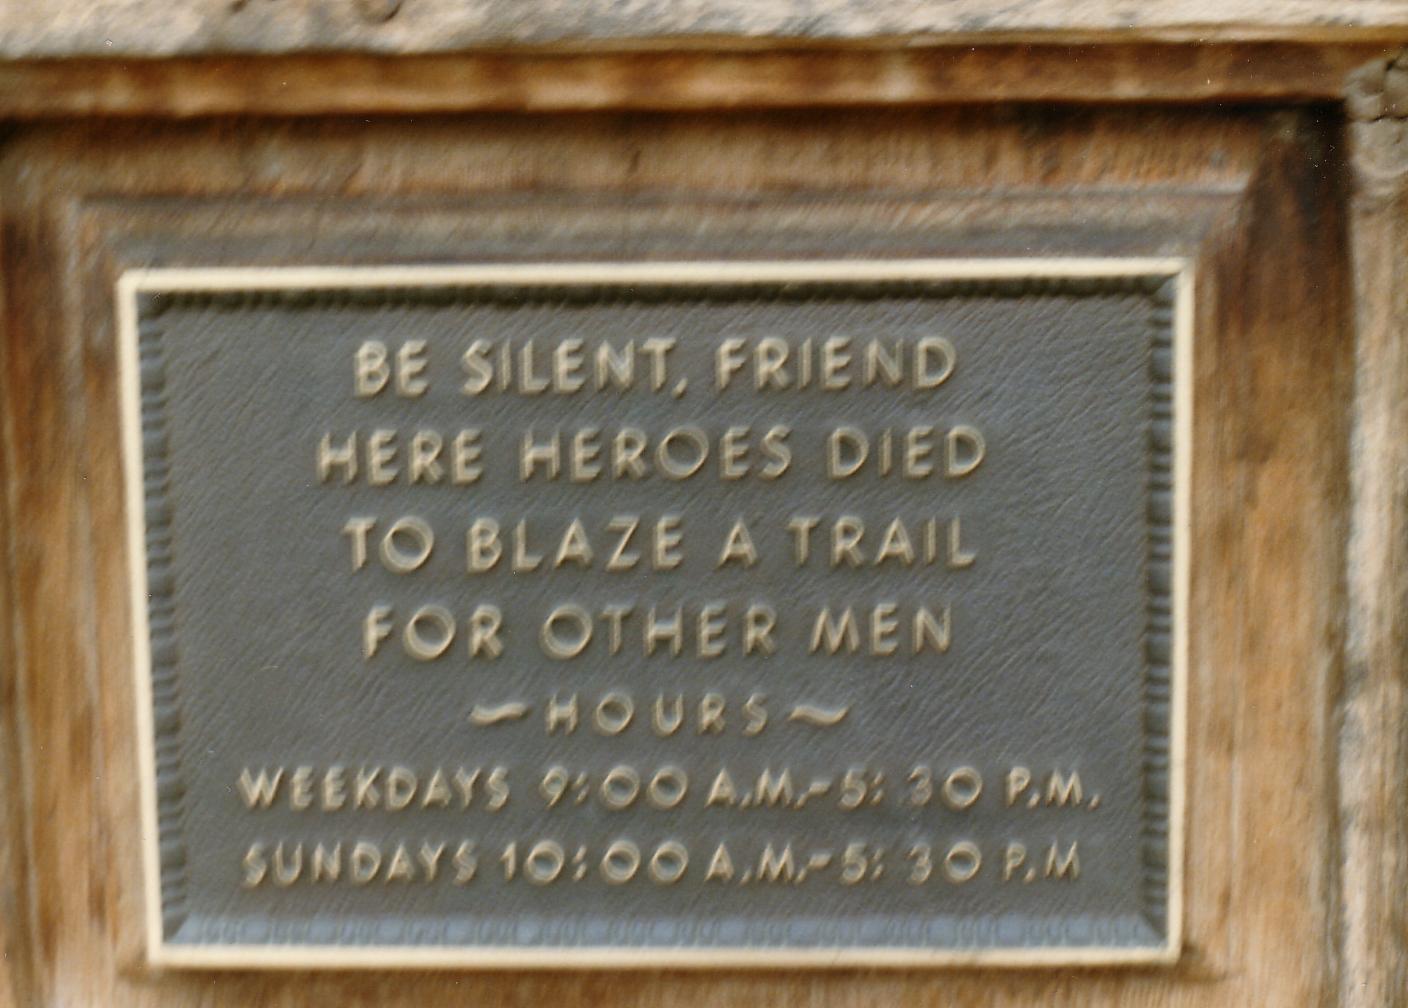 BE SILENT, FRIEND
HERE HEROES DIED
TO BLAZE A TRAIL
FOR OTHER MEN
~HOURS~
WEEKDAYS 9:00 A.M.-5:30 P.M.
SUNDAYS 10:00 A.M.-5:30 P.M